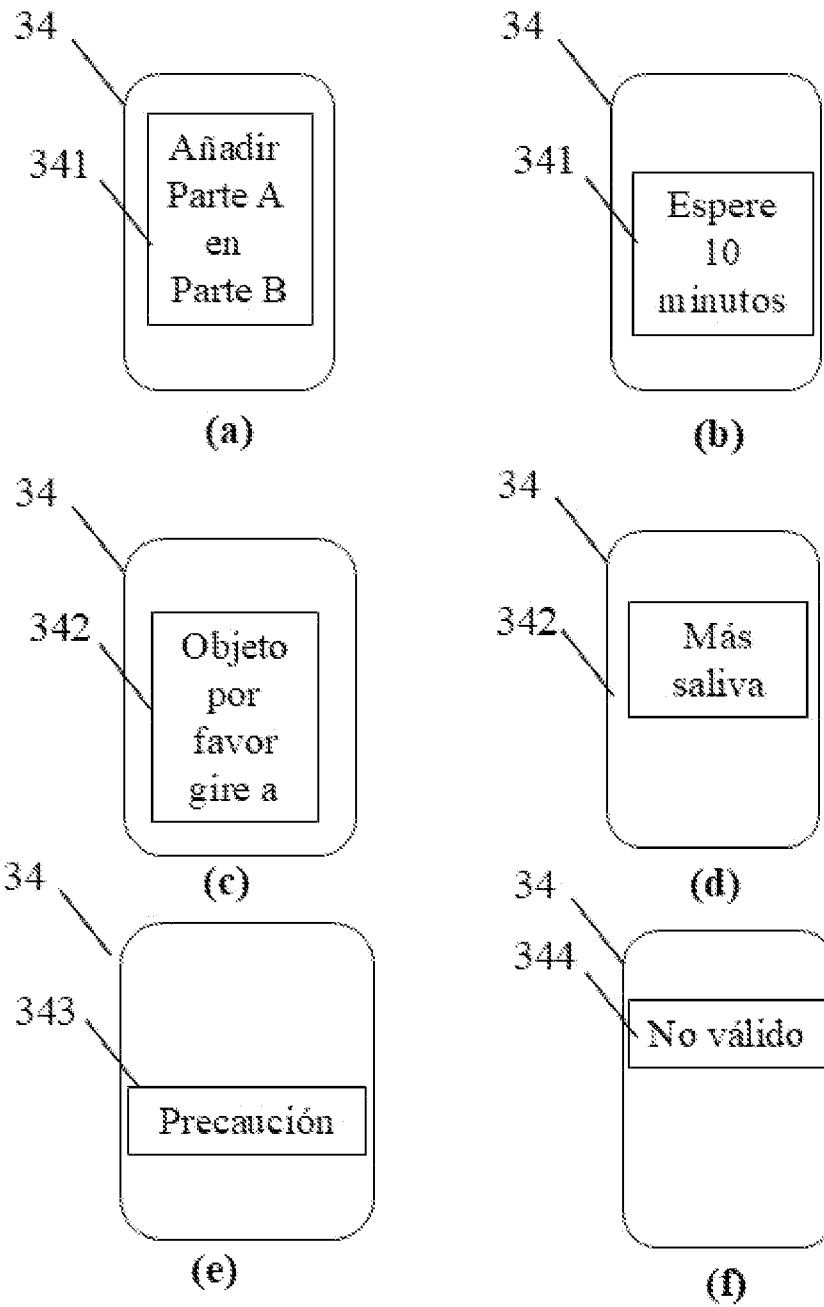 34
341
Añadir
Parte A
en
Parte B
(a)
34
341
Espere
10
minutos
(b)
34
342
Objeto
por
favor
gire a
(c)
34
342
Más
saliva
(d)
34
343
Precaución
(e)
34
344
No válido
(f)